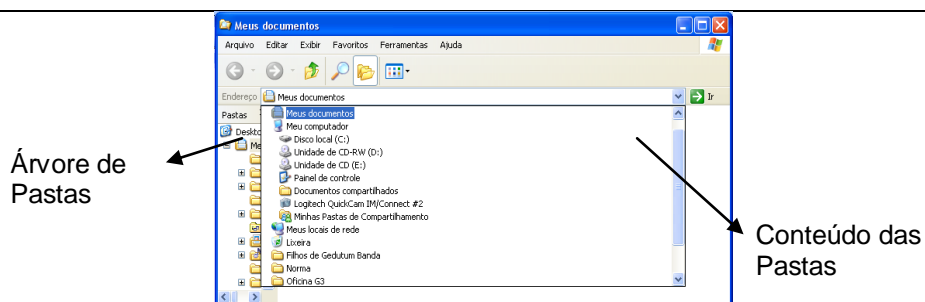 Meus documentos
Arquivo Editar Exibir Favoritos Ferramentas Ajuda
Endereço Meus documentos Ir
Pastas
Meus documentos
Meu computador
Deskto
Disco local (C:)
Me
Unidade de CD-RW (D:)
Unidade de CD (E:)
Painel de controle
Documentos compartilhados
Logitech QuickCam IM/Connect #2
Minhas Pastas de Compartilhamento
Meus locais de rede
Lixeira
Filhos de Gedutum Banda
Norma
Oficina G3
Árvore de
Pastas
Conteúdo das
Pastas